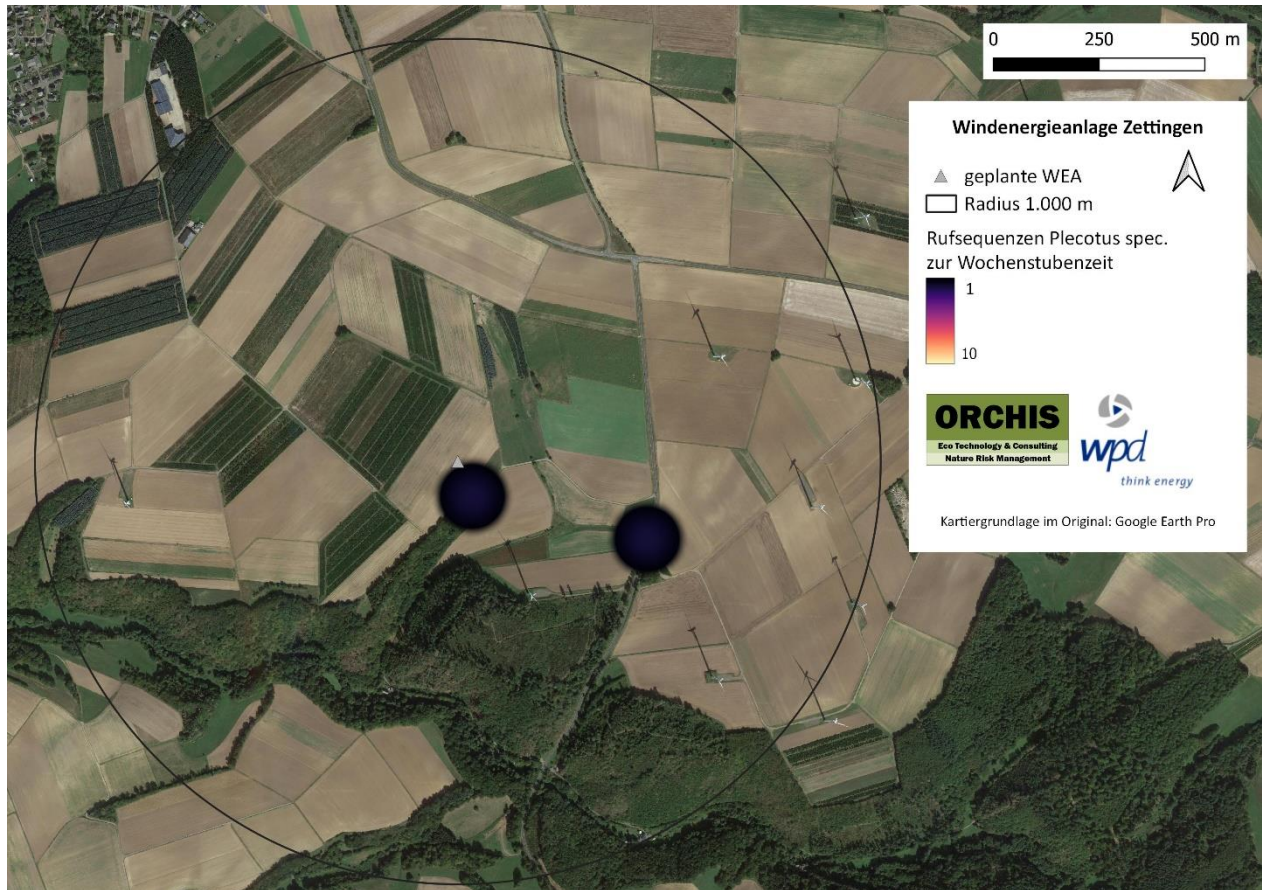 0 250 500 m
Windenergieanlage Zettingen
geplante WEA
Radius 1.000 m
Rufsequenzen Plecotus spec.
zur Wochenstubenzeit
1
10
ORCHIS
Eco Technology & Consulting
Nature Risk Management
wpd
think energy
Kartiergrundlage im Original: Google Earth Pro